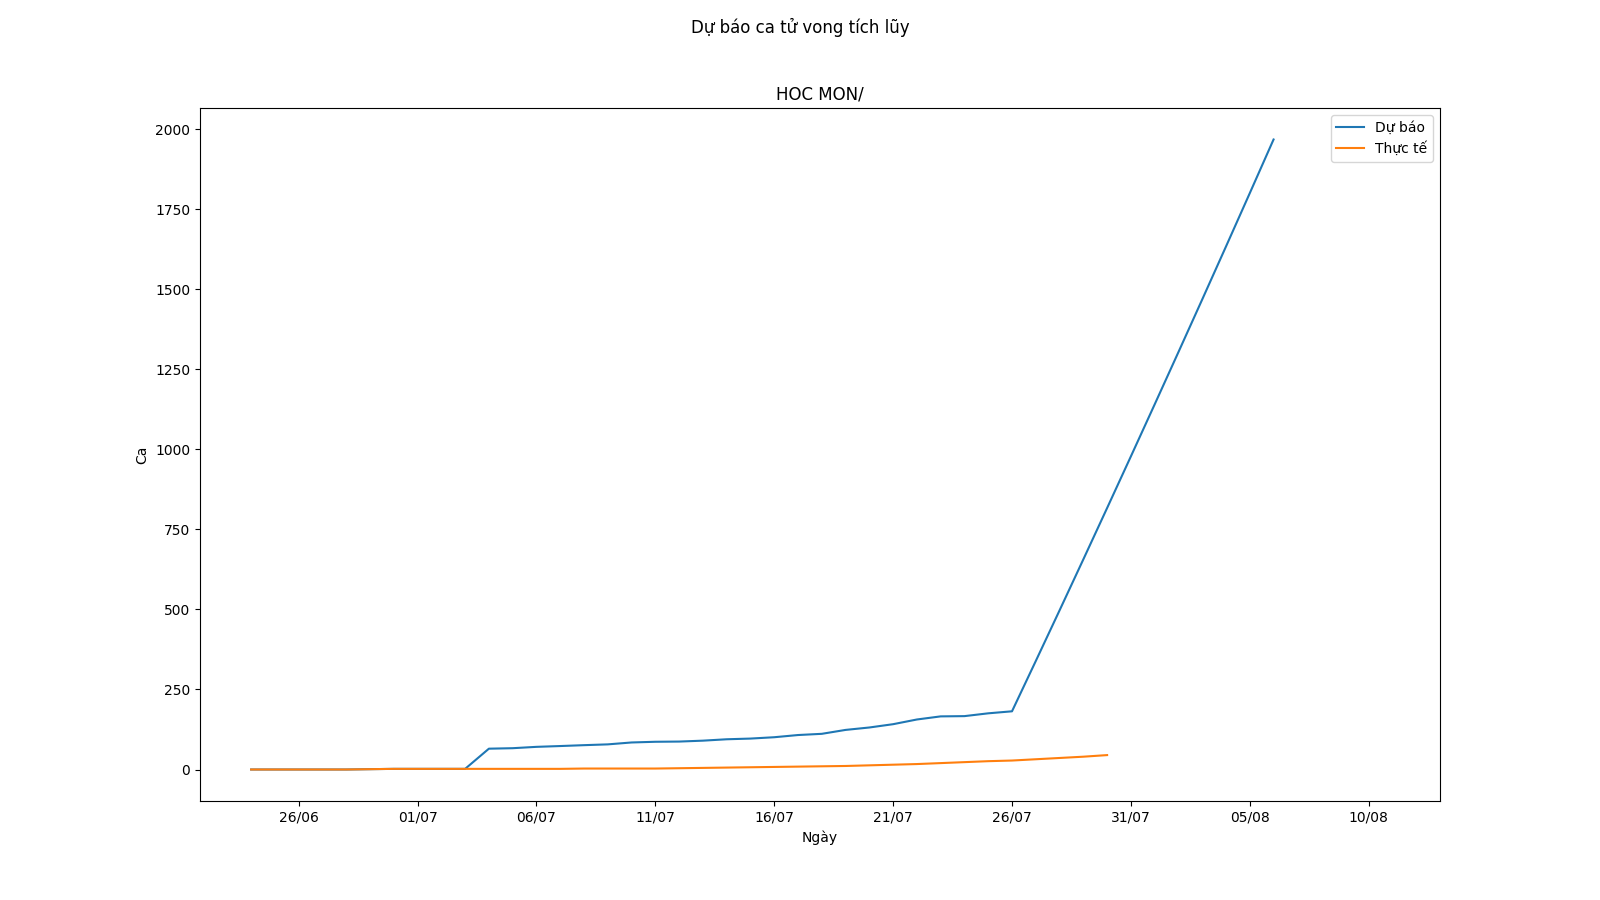 Dự báo ca tử vong tích lũy
HOC MON/
Dự báo
Thực tế
2000
1750
1500
1250
1000
750
500
250
0
Ca
26/06 01/07 06/07 11/07 16/07 21/07 26/07 31/07 05/08 10/08
Ngày